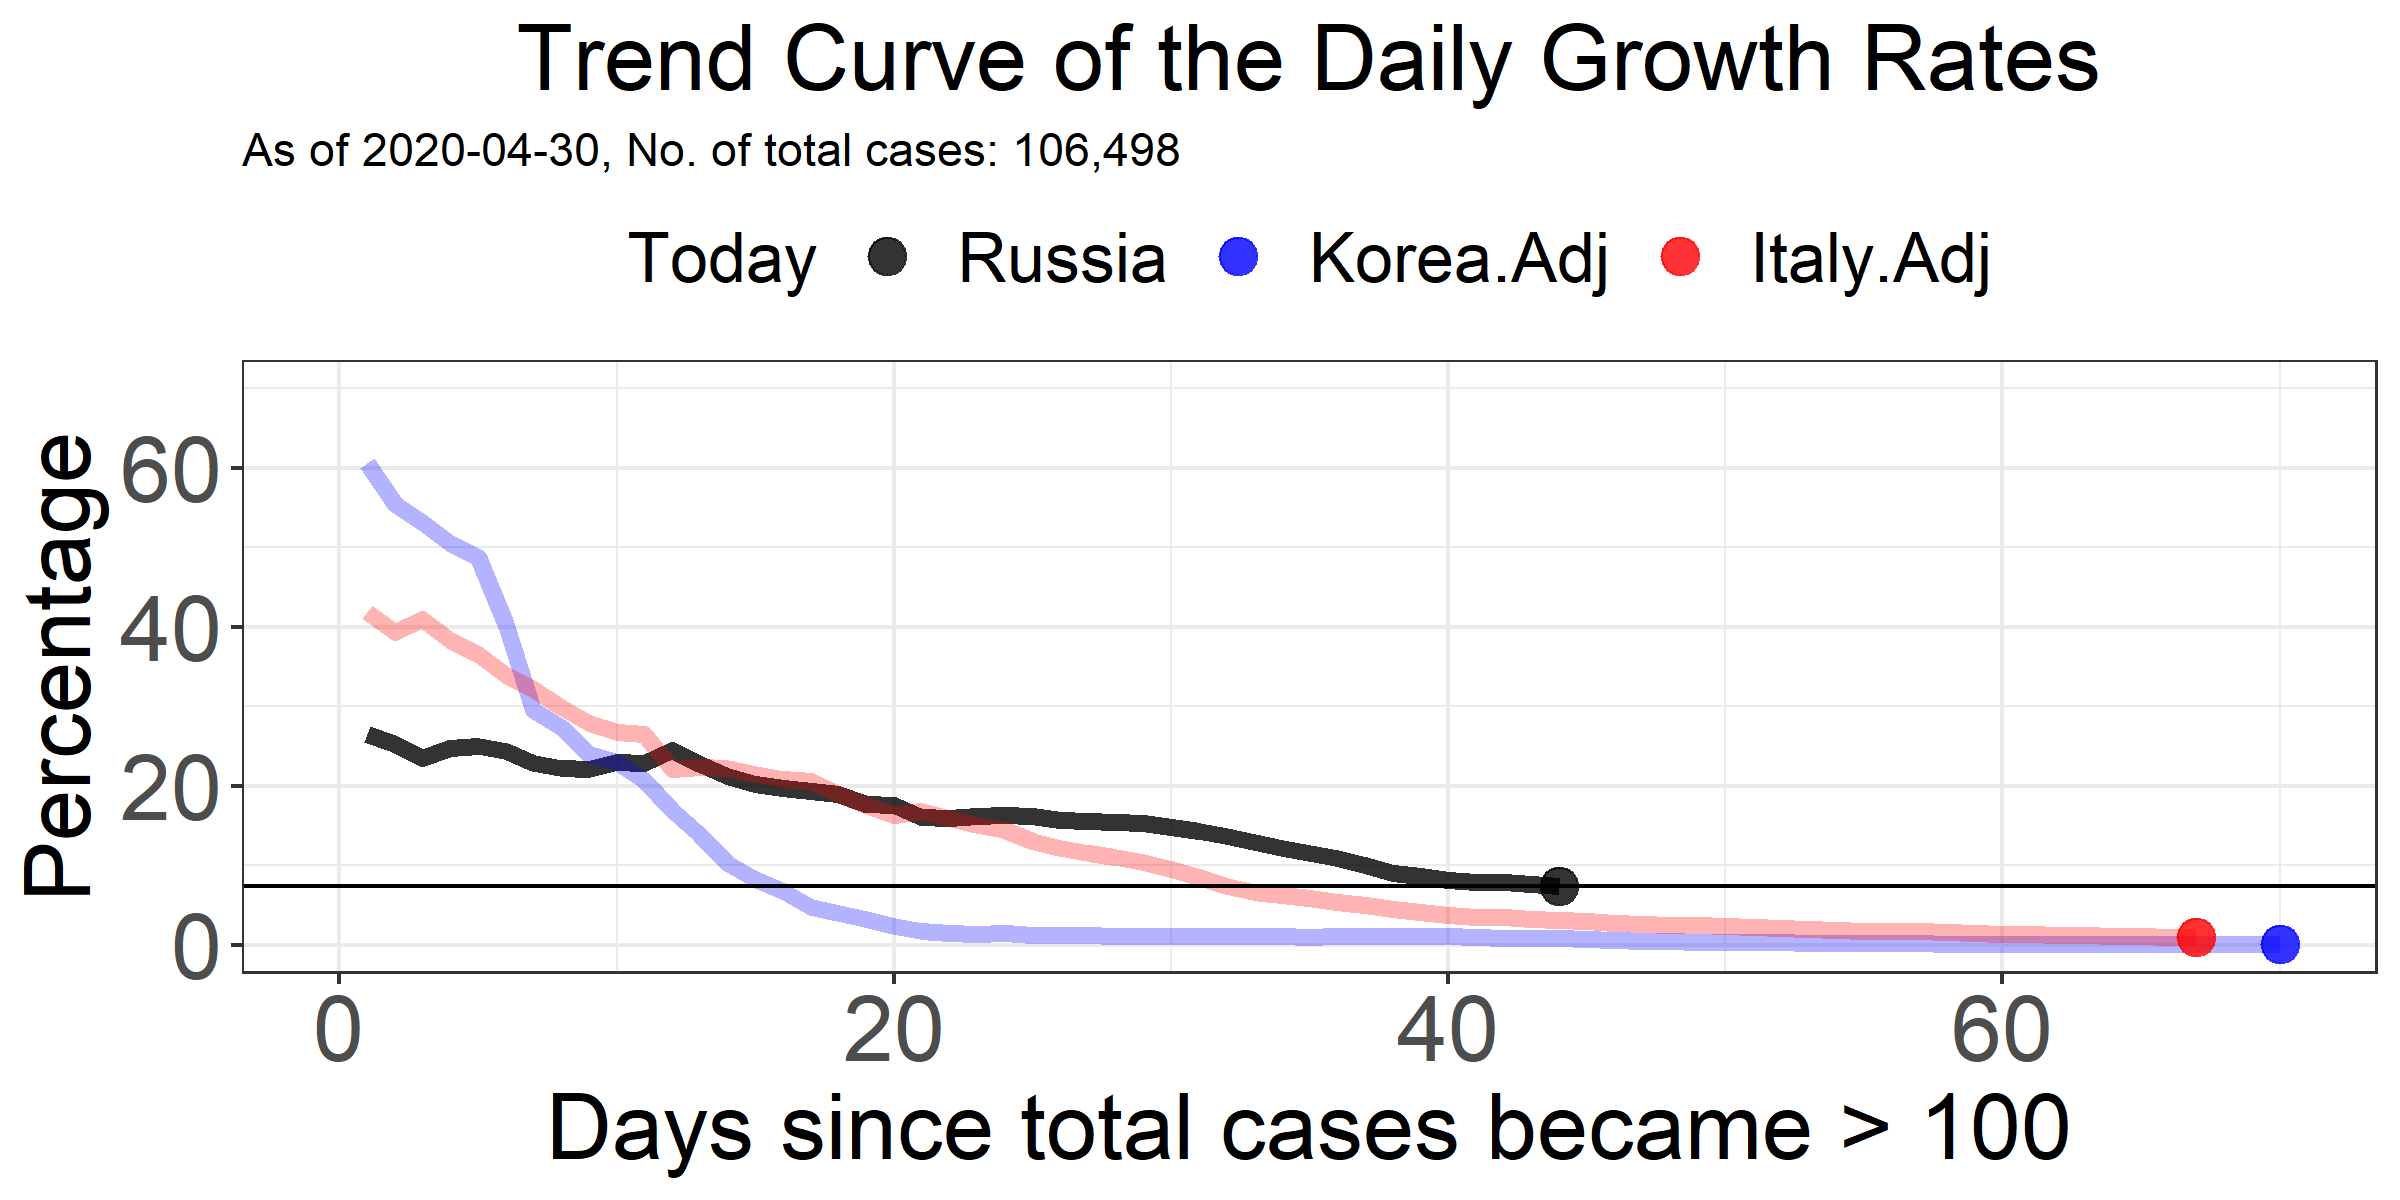 Trend Curve of the Daily Growth Rates
As of 2020-04-30, No. of total cases: 106,498
Today Russia Korea.Adj Italy.Adj
Percentage
60
40
20
0
0 20 40 60
Days since total cases became > 100